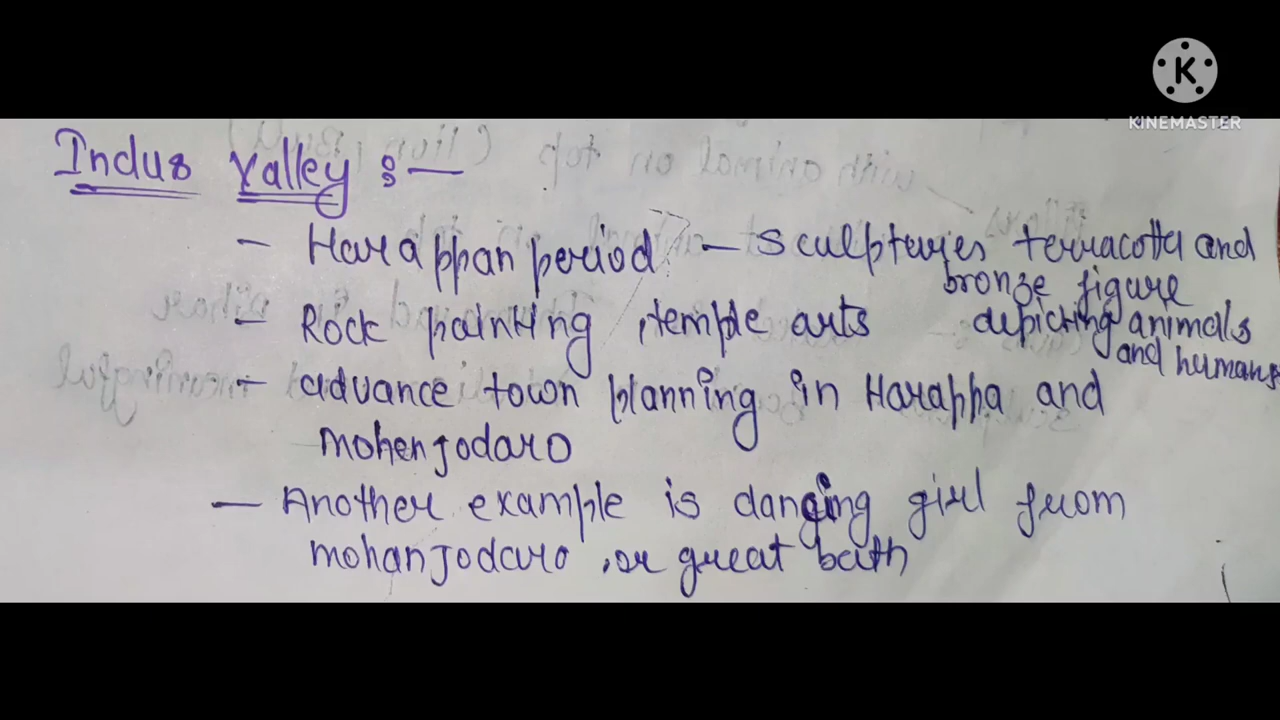 KINEMASTER
Indus Valley :—
– Harappan period – sculptures terracotta and
bronze figure
– Rock painting, temple arts depicting animals
and humans
– advance town planning in Harappa and
mohenjodaro
– Another example is dancing girl from
mohanjodaro, or great bath